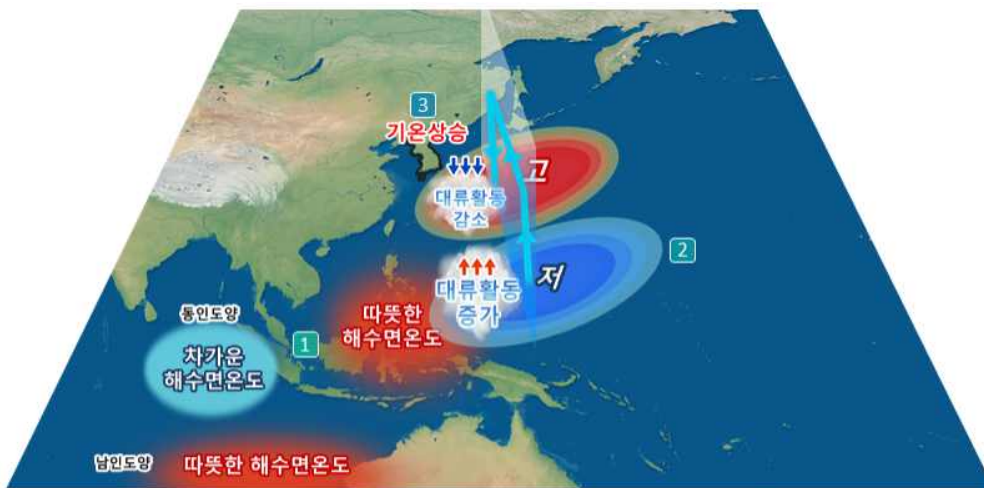 3
기온상승
고
대류활동
감소
2
저
대류활동
증가
따뜻한
해수면온도
동인도양
1
차가운
해수면온도
남인도양
따뜻한 해수면온도